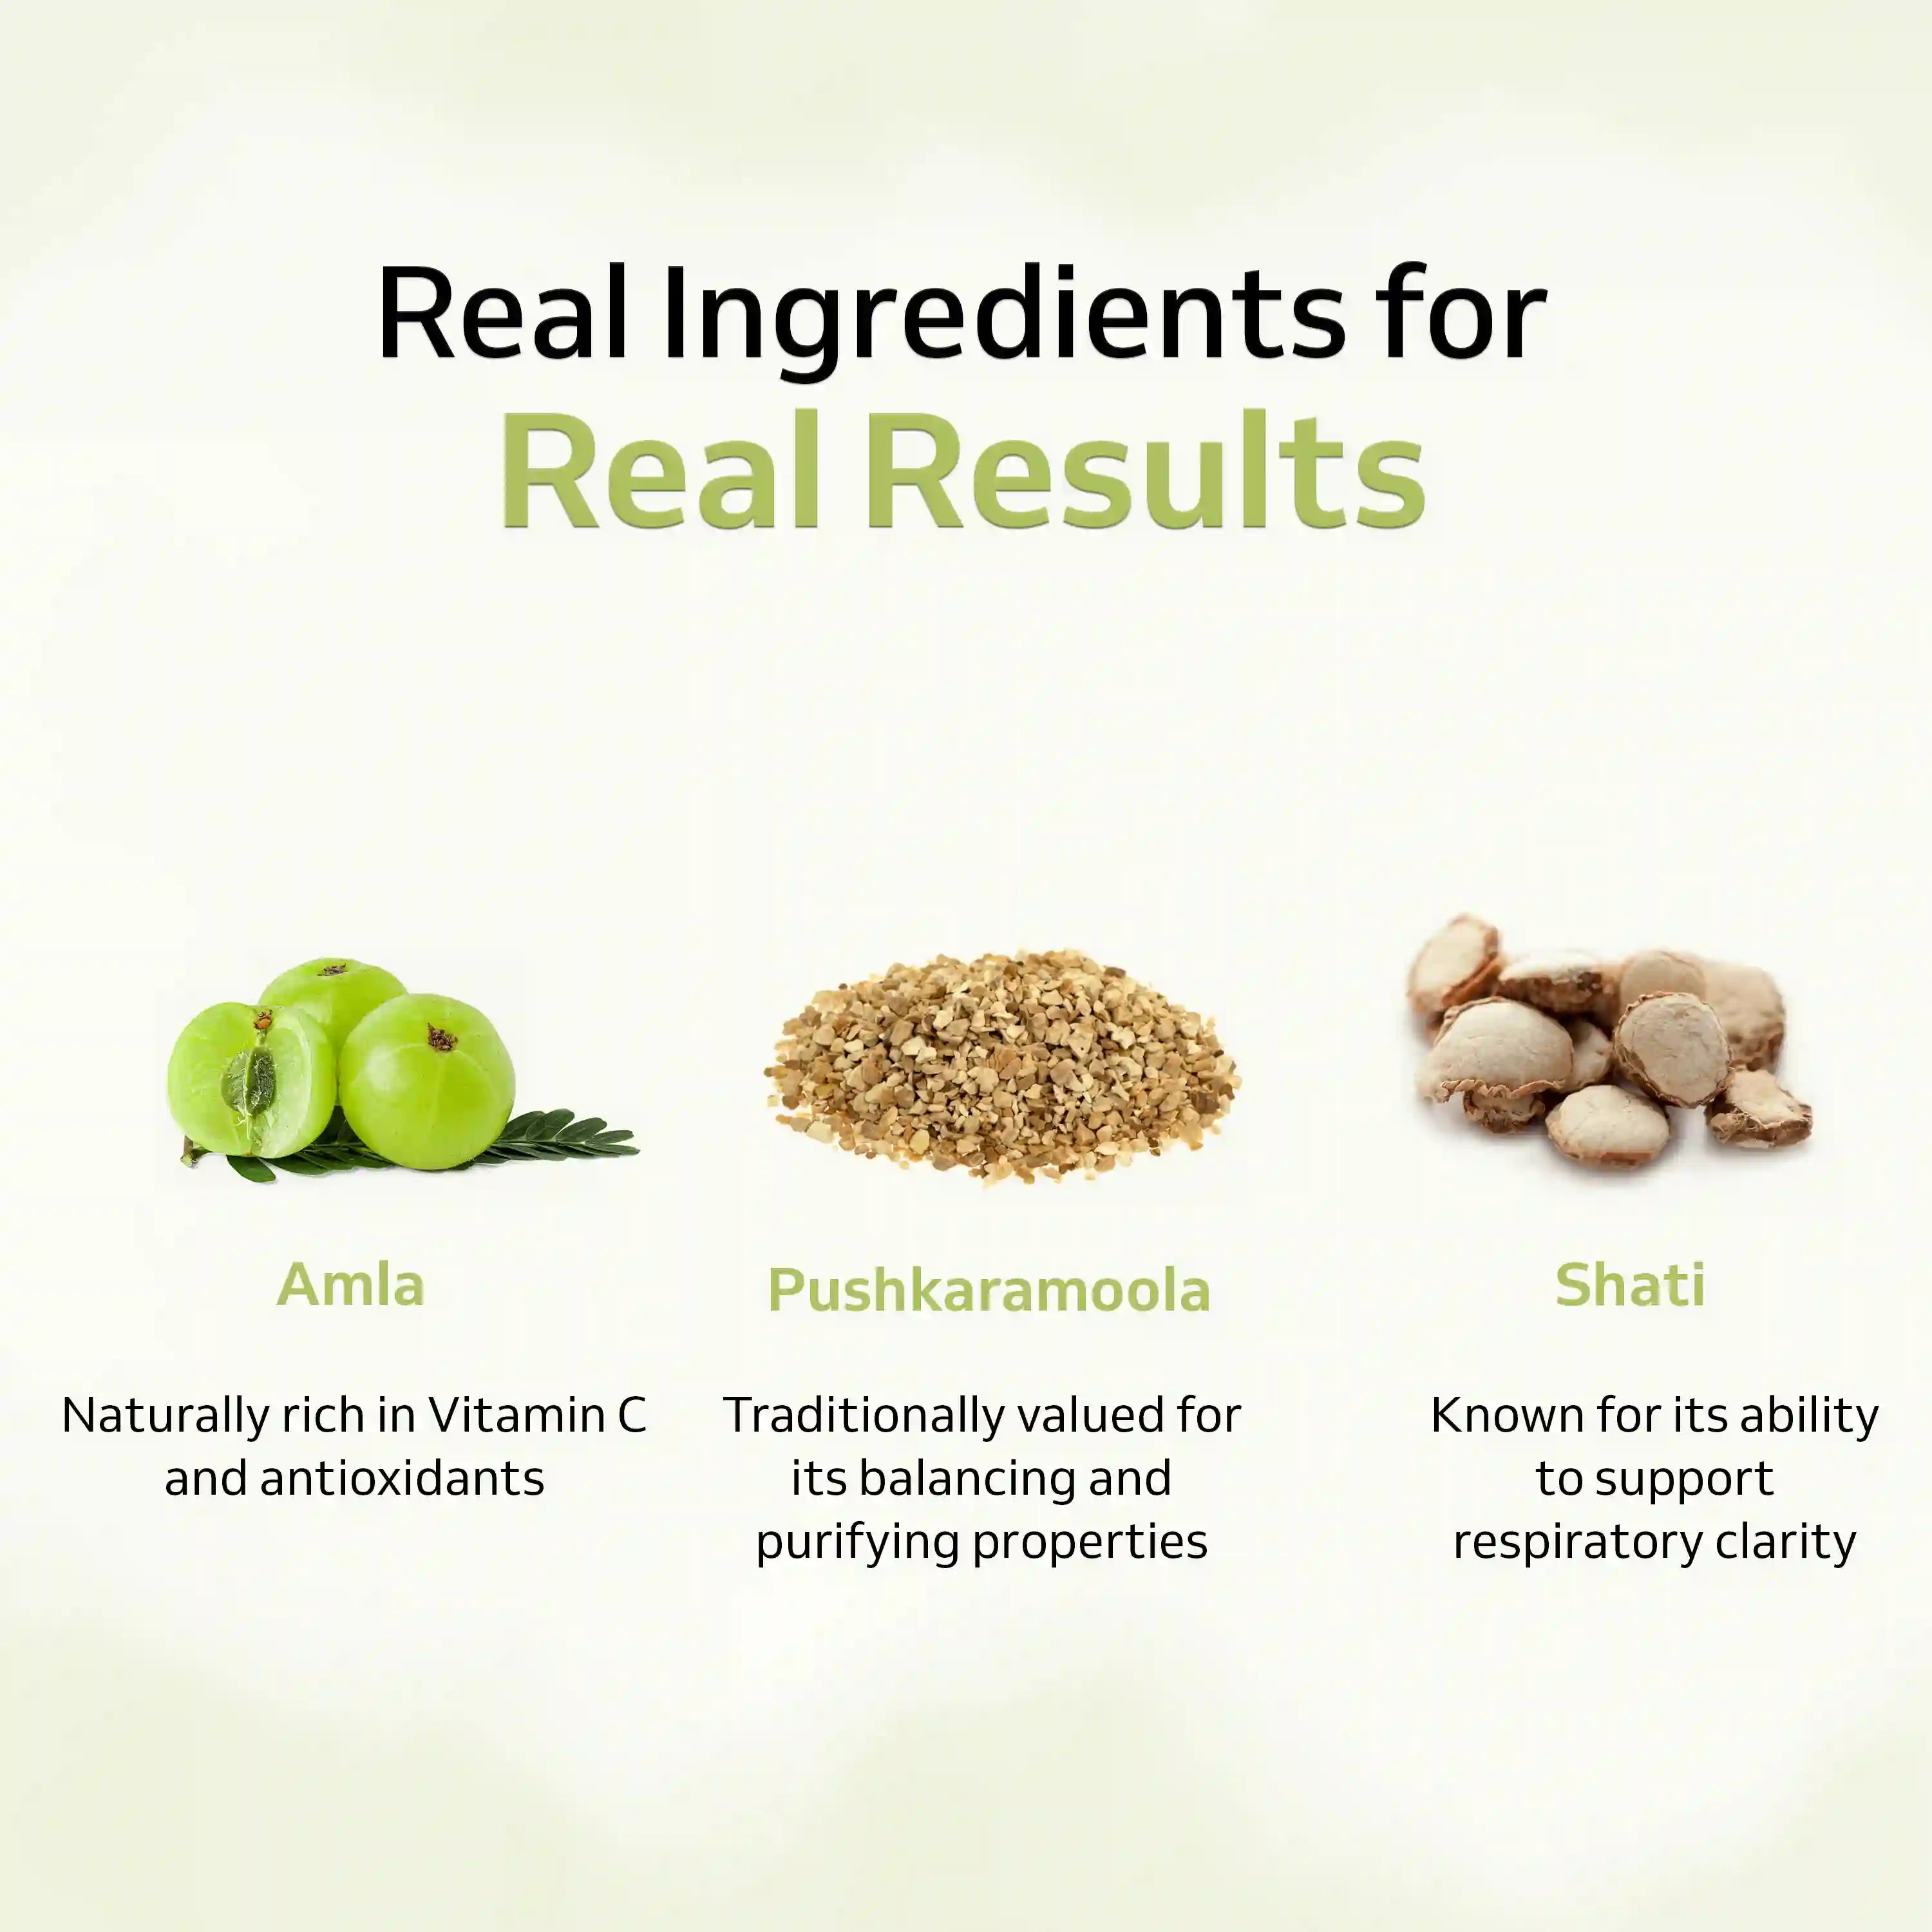 Real Ingredients for
Real Results
Amla
Naturally rich in Vitamin C
and antioxidants
Pushkaramoola
Traditionally valued for
its balancing and
purifying properties
Shati
Known for its ability
to support
respiratory clarity